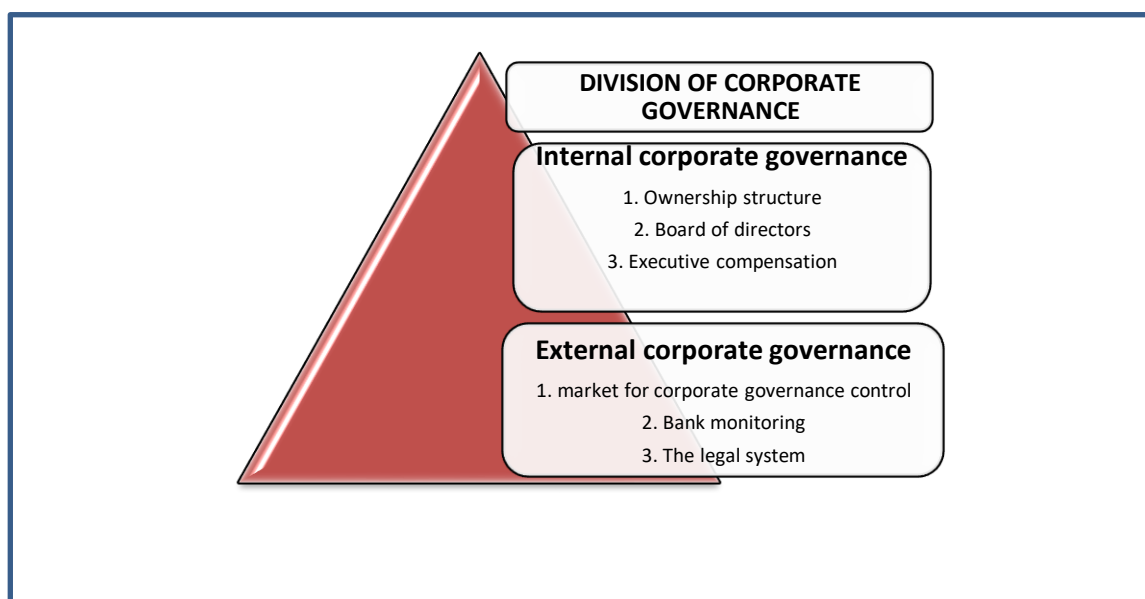 DIVISION OF CORPORATE
GOVERNANCE
Internal corporate governance
1. Ownership structure
2. Board of directors
3. Executive compensation
External corporate governance
1. market for corporate governance control
2. Bank monitoring
3. The legal system